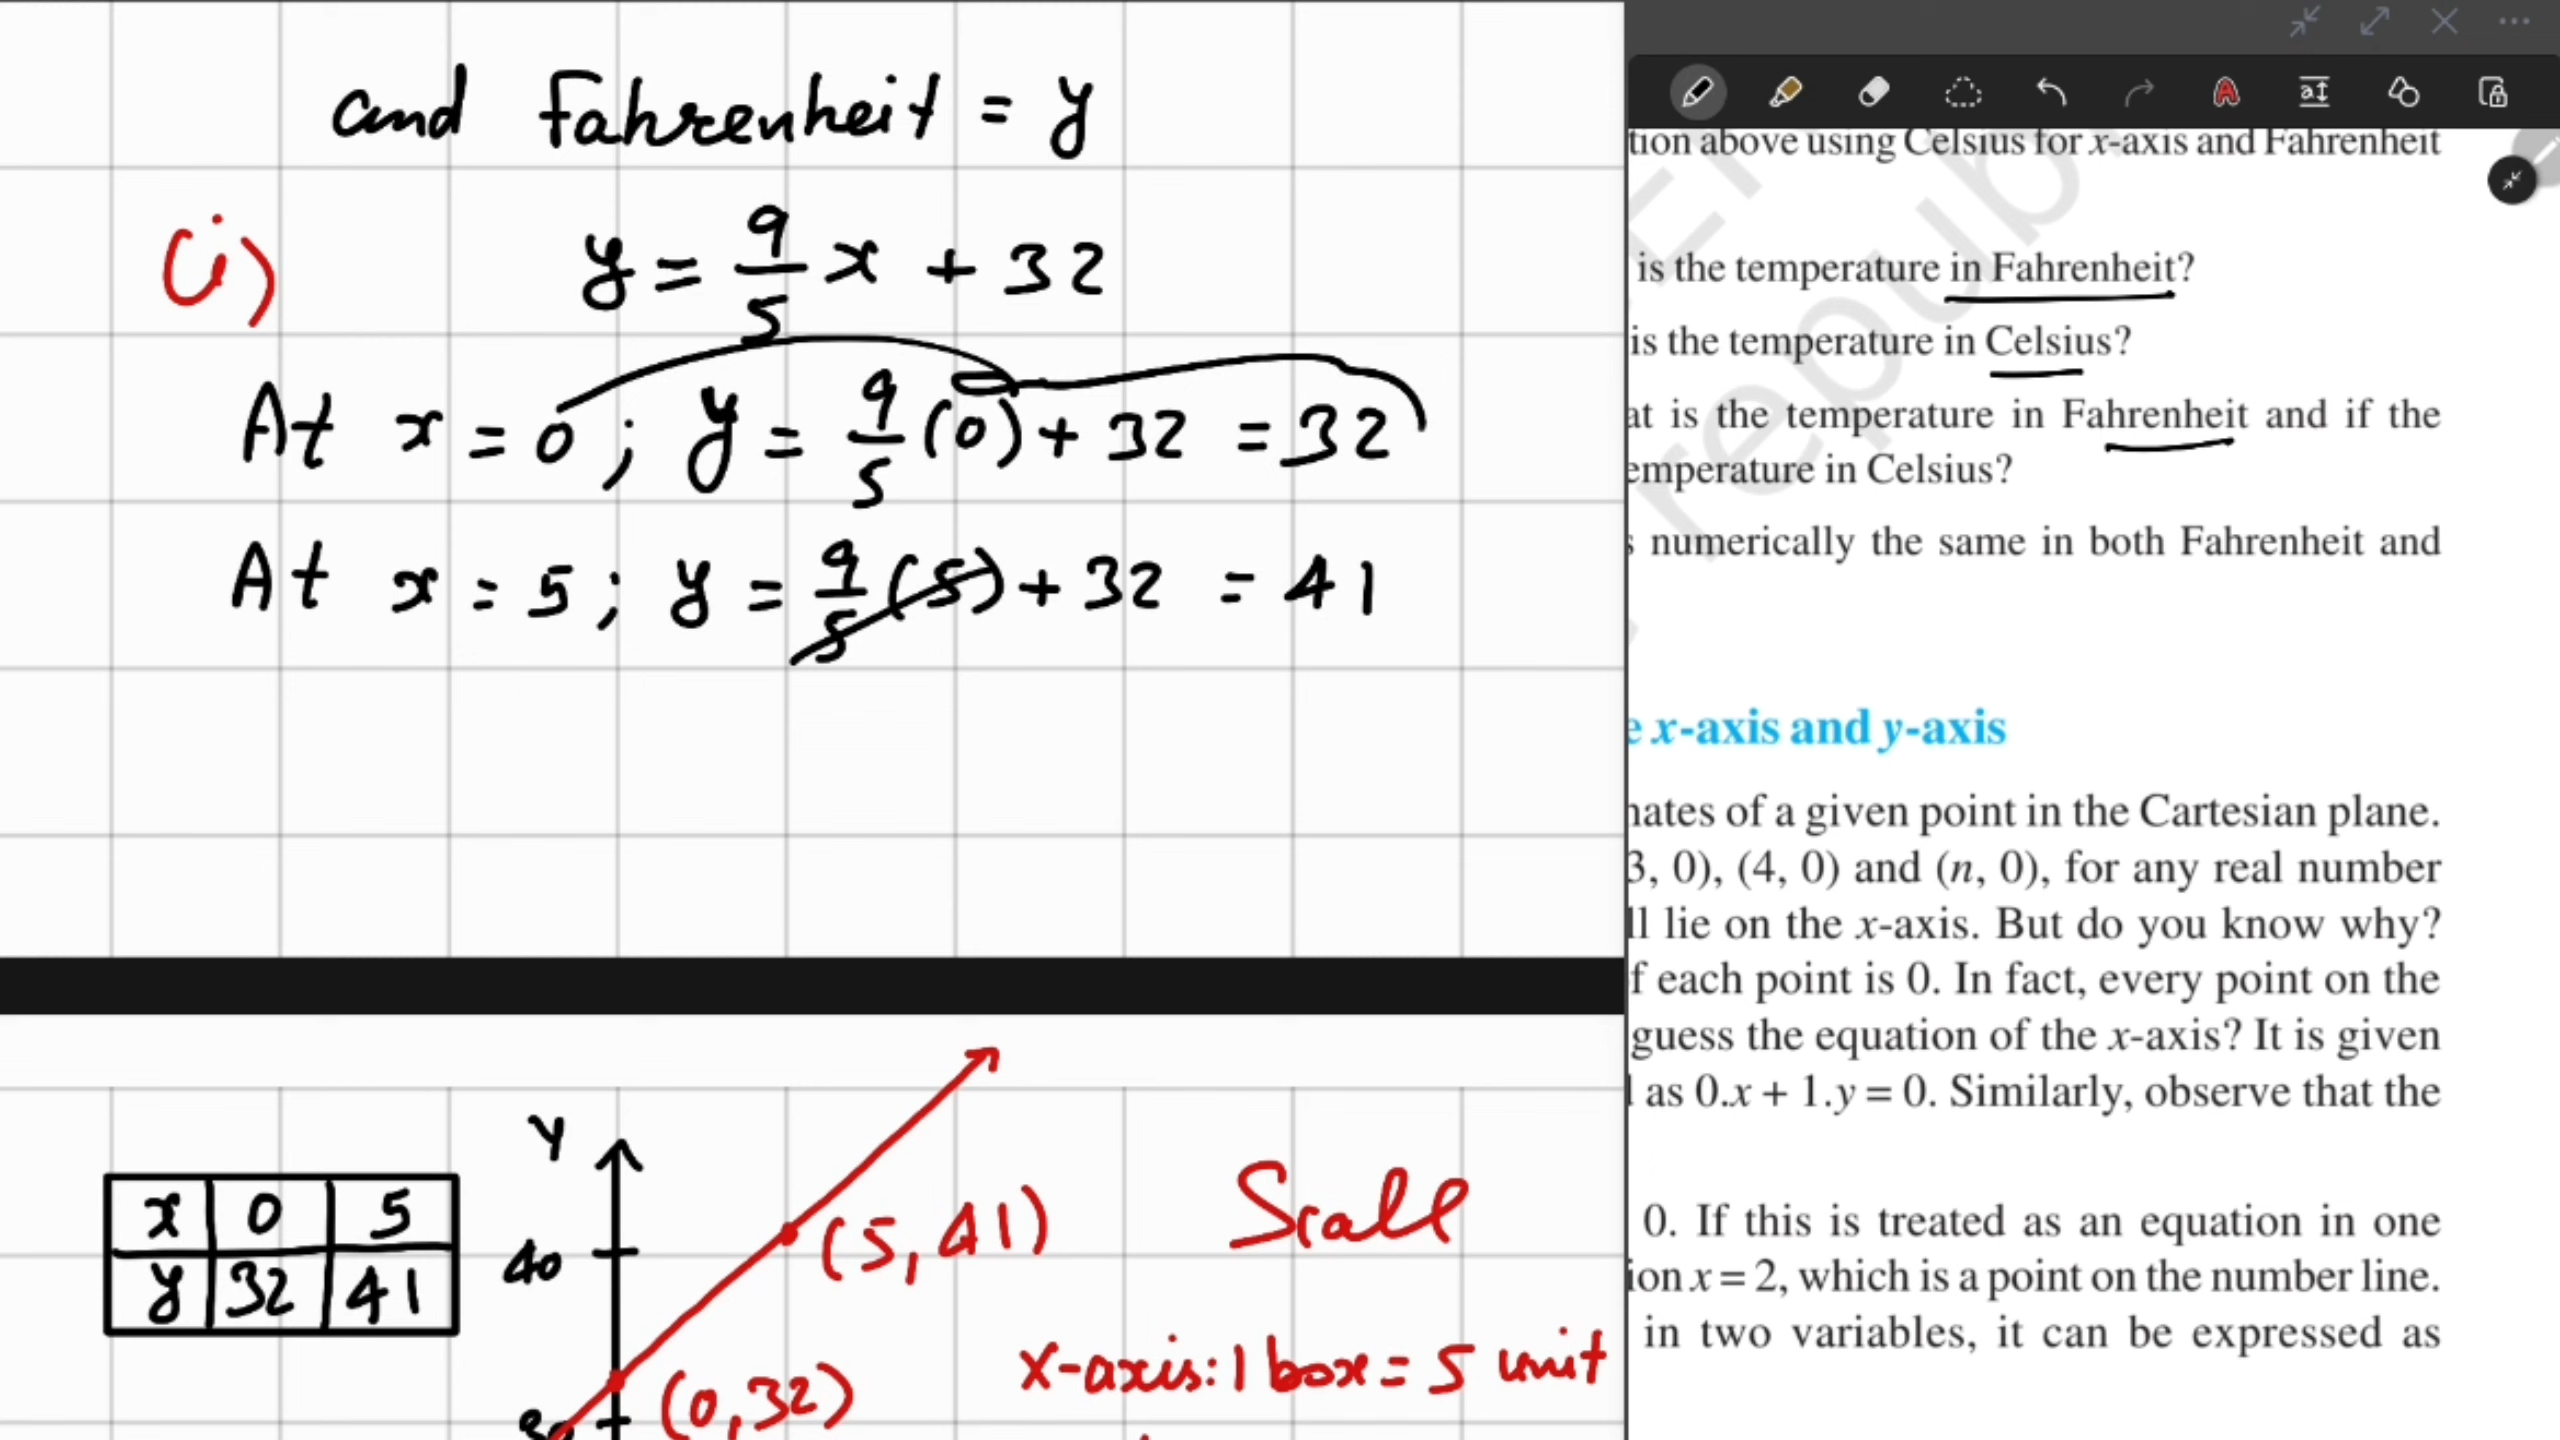 and Fahrenheit = y
(i) y = 9/5 x + 32
At x = 0 ; y = 9/5 (0) + 32 = 32
At x = 5 ; y = 9/5 (5) + 32 = 41
x 0 5
y 32 41
Y
40
(5, 41)
(0, 32)
Scale
x-axis: 1 box = 5 unit
above using Celsius for x-axis and Fahrenheit
is the temperature in Fahrenheit?
is the temperature in Celsius?
is the temperature in Fahrenheit and if the
in Celsius?
numerically the same in both Fahrenheit and
x-axis and y-axis
of a given point in the Cartesian plane.
3, 0), (4, 0) and (n, 0), for any real number
lie on the x-axis. But do you know why?
each point is 0. In fact, every point on the
guess the equation of the x-axis? It is given
as 0.x + 1.y = 0. Similarly, observe that the
0. If this is treated as an equation in one
x = 2, which is a point on the number line.
in two variables, it can be expressed as
repub